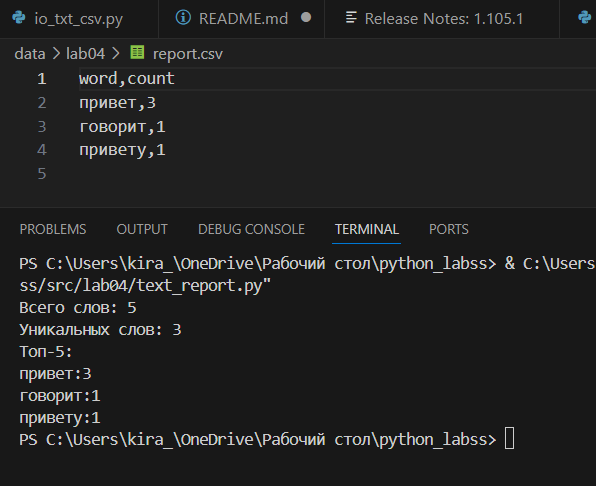 io_txt_csv.py README.md Release Notes: 1.105.1
data > lab04 > report.csv
1 word,count
2 привет,3
3 говорит,1
4 привету,1
5
PROBLEMS OUTPUT DEBUG CONSOLE TERMINAL PORTS
PS C:\Users\kira_\OneDrive\Рабочий стол\python_labss> & C:\Users
ss/src/lab04/text_report.py"
Всего слов: 5
Уникальных слов: 3
Топ-5:
привет:3
говорит:1
привету:1
PS C:\Users\kira_\OneDrive\Рабочий стол\python_labss>